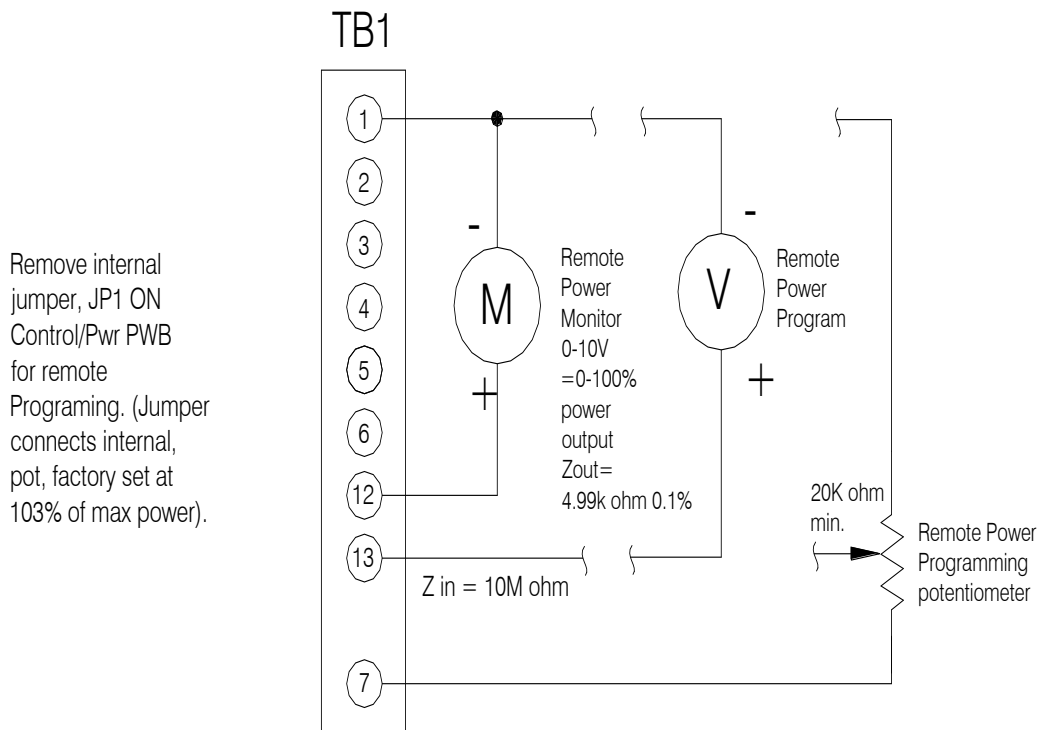 TB1
Remove internal
jumper, JP1 ON
Control/Pwr PWB
for remote
Programing. (Jumper
connects internal,
pot, factory set at
103% of max power).
1
2
3
4
5
6
12
13
7
-
M
+
Remote
Power
Monitor
0-10V
=0-100%
power
output
Zout=
4.99k ohm 0.1%
-
V
+
Remote
Power
Program
Z in = 10M ohm
20K ohm
min.
Remote Power
Programming
potentiometer